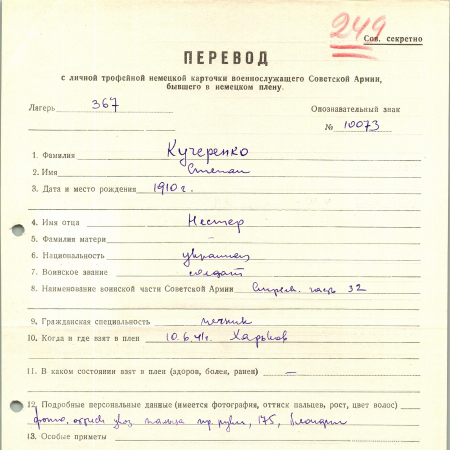 249
Сов. секретно
ПЕРЕВОД
с личной трофейной немецкой карточки военнослужащего Советской Армии,
бывшего в немецком плену.
Лагерь 367 Опознавательный знак
№ 10073
1. Фамилия Кучеренко
2. Имя Степан
3. Дата и место рождения 1910 г.
4. Имя отца Нестер
5. Фамилия матери –
6. Национальность украинец
7. Воинское звание солдат
8. Наименование воинской части Советской Армии Стрелк. часть 32
9. Гражданская специальность печник
10. Когда и где взят в плен 10.6.41г. Харьков
11. В каком состоянии взят в плен (здоров, болен, ранен) –
12. Подробные персональные данные (имеется фотография, оттиск пальцев, рост, цвет волос)
фото, оттиск указ. пальца пр. руки, 175, блондин
13. Особые приметы